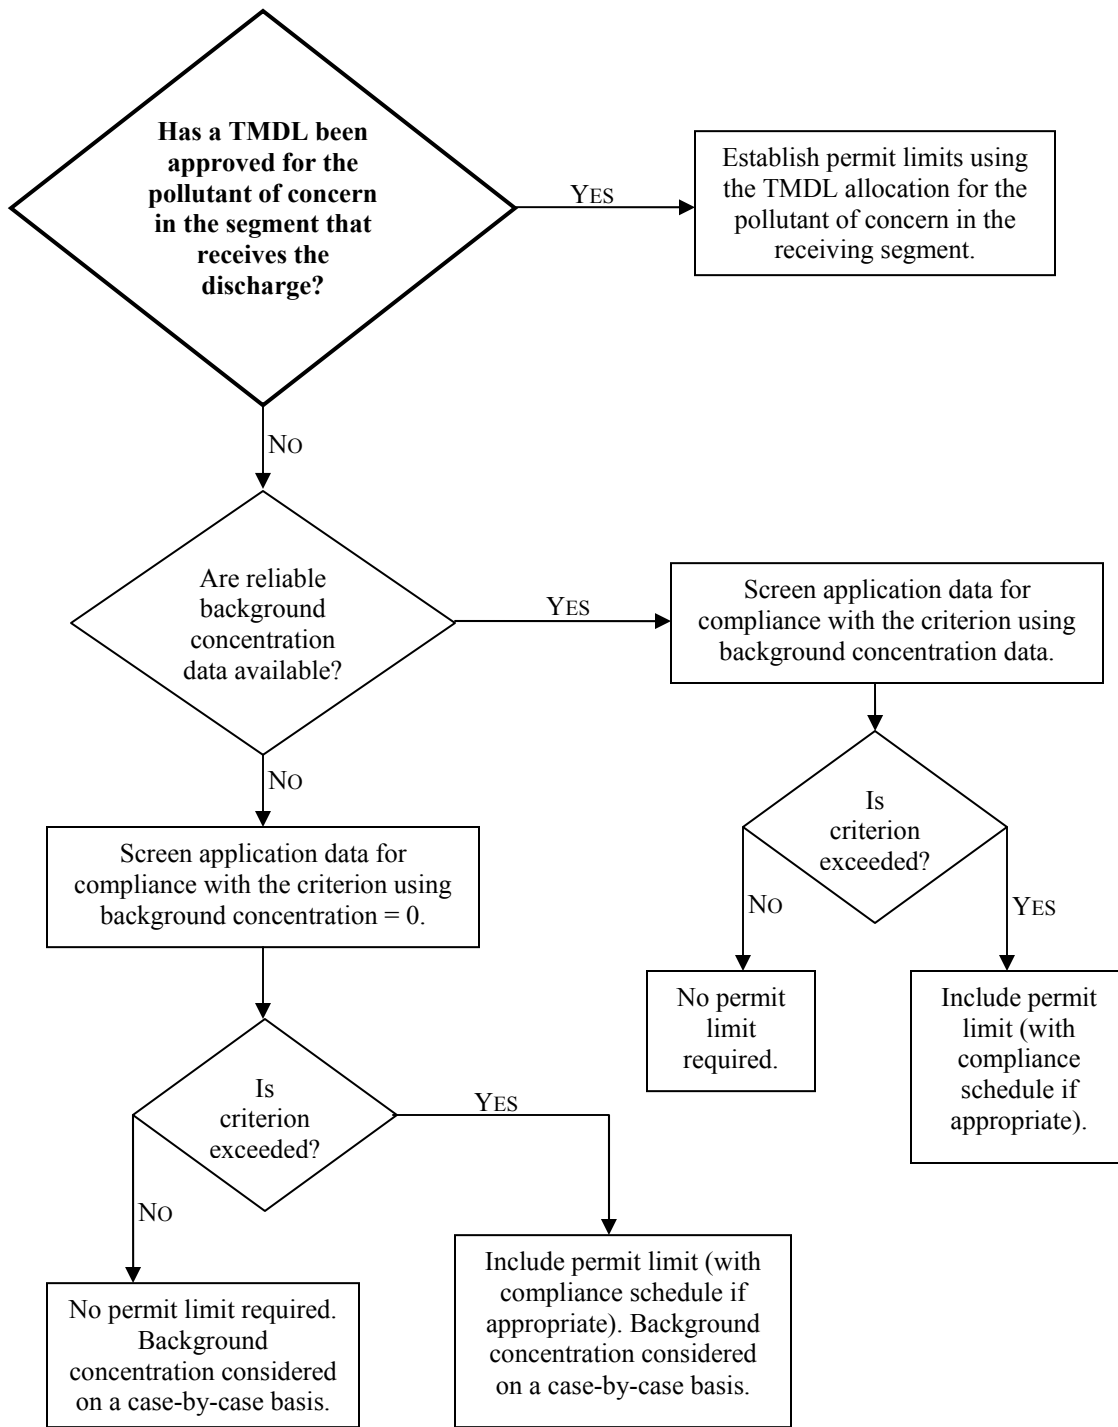 Has a TMDL been
approved for the
pollutant of concern
in the segment that
receives the
discharge?
YES
Establish permit limits using
the TMDL allocation for the
pollutant of concern in the
receiving segment.
NO
Are reliable
background
concentration
data available?
YES
Screen application data for
compliance with the criterion using
background concentration data.
NO
Is
criterion
exceeded?
NO
YES
Screen application data for
compliance with the criterion using
background concentration = 0.
No permit
limit
required.
Include permit
limit (with
compliance
schedule if
appropriate).
Is
criterion
exceeded?
YES
NO
No permit limit required.
Background
concentration considered
on a case-by-case basis.
Include permit limit (with
compliance schedule if
appropriate). Background
concentration considered
on a case-by-case basis.